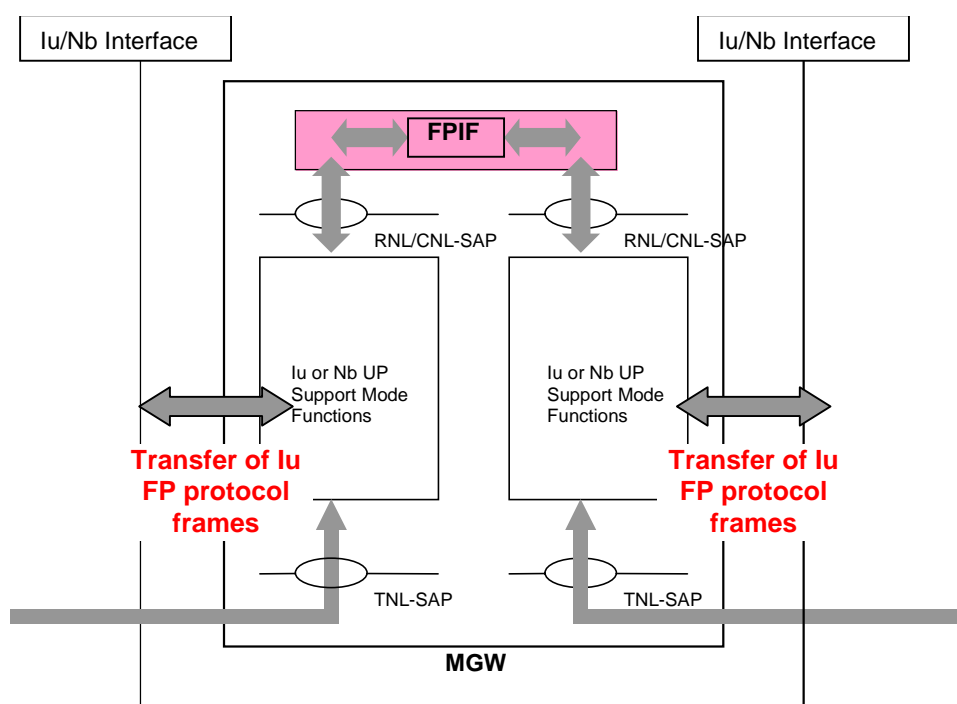 Iu/Nb Interface
Iu/Nb Interface
FPIF
RNL/CNL-SAP
RNL/CNL-SAP
Iu or Nb UP
Support Mode
Functions
Iu or Nb UP
Support Mode
Functions
Transfer of Iu
FP protocol
frames
Transfer of Iu
FP protocol
frames
TNL-SAP
TNL-SAP
MGW